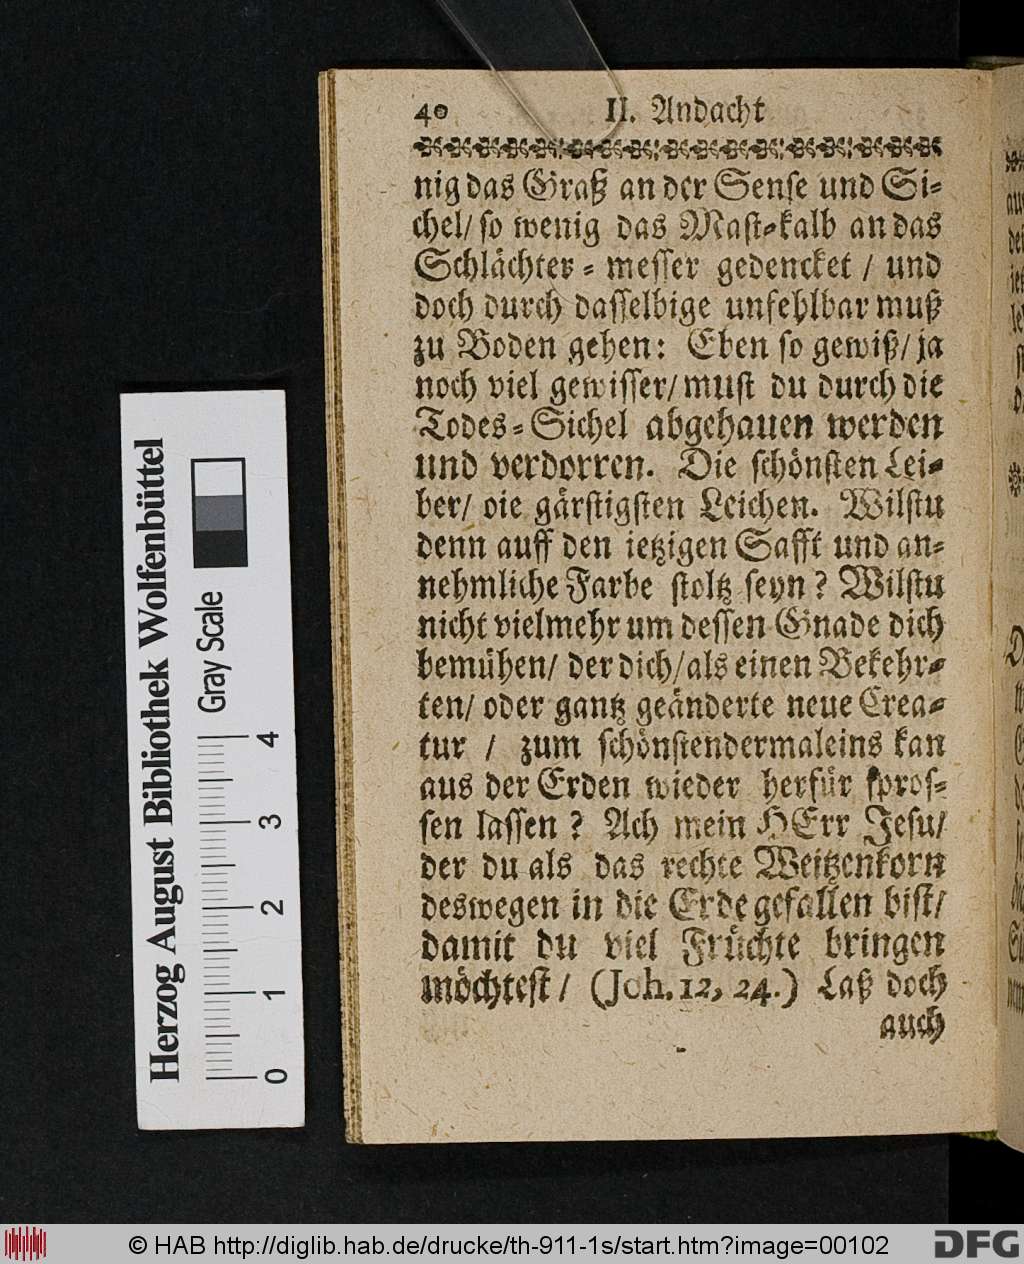 40 II. Andacht
nig das Graß an der Sense und Si-
chel/ so wenig das Mast-kalb an das
Schlächter-messer gedencket / und
doch durch dasselbige unfehlbar muß
zu Boden gehen: Eben so gewiß/ ja
noch viel gewisser/ must du durch die
Todes-Sichel abgehauen werden
und verdorren. Die schönsten Lei-
ber/ die gärstigsten Leichen. Wilstu
denn auff den ietzigen Safft und an-
nehmliche Farbe stoltz seyn? Wilstu
nicht vielmehr um dessen Gnade dich
bemühen/ der dich/ als einen Bekehr-
ten/ oder gantz geänderte neue Crea-
tur / zum schönsten dermaleins kan
aus der Erden wieder herfür spros-
sen lassen? Ach mein HErr Jesu/
der du als das rechte Weitzenkorn
deswegen in die Erde gefallen bist/
damit du viel Früchte bringen
möchtest/ (Joh. 12, 24.) Laß doch
auch
Herzog August Bibliothek Wolfenbüttel
Gray Scale
0 1 2 3 4
© HAB http://diglib.hab.de/drucke/th-911-1s/start.htm?image=00102
DFG